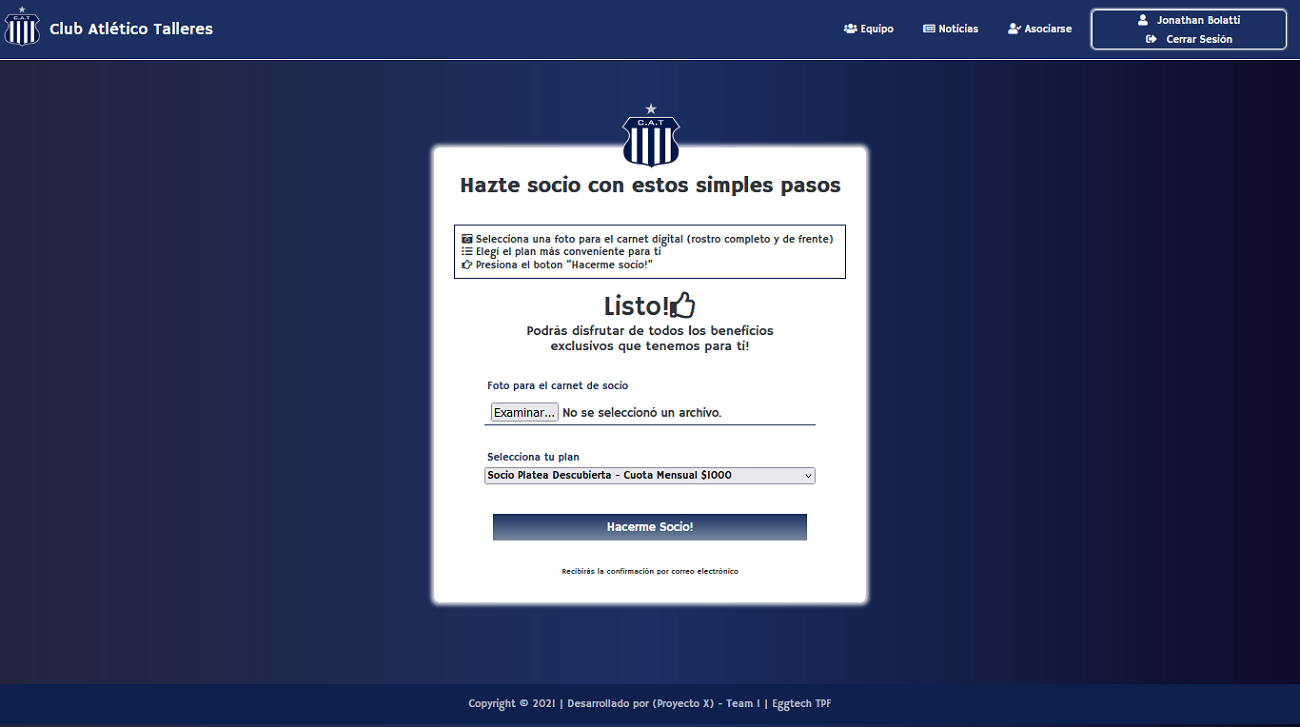 C.A.T
Club Atlético Talleres
Equipo
Noticias
Asociarse
Jonathan Bolatti
Cerrar Sesión
C.A.T
Hazte socio con estos simples pasos
Selecciona una foto para el carnet digital (rostro completo y de frente)
Elegí el plan más conveniente para tí
Presiona el boton "Hacerme socio!"
Listo!
Podrás disfrutar de todos los beneficios
exclusivos que tenemos para tí!
Foto para el carnet de socio
Examinar... No se seleccionó un archivo.
Selecciona tu plan
Socio Platea Descubierta - Cuota Mensual $1000
Hacerme Socio!
Recibirás la confirmación por correo electrónico
Copyright © 2021 | Desarrollado por (Proyecto X) - Team 1 | Eggtech TPF